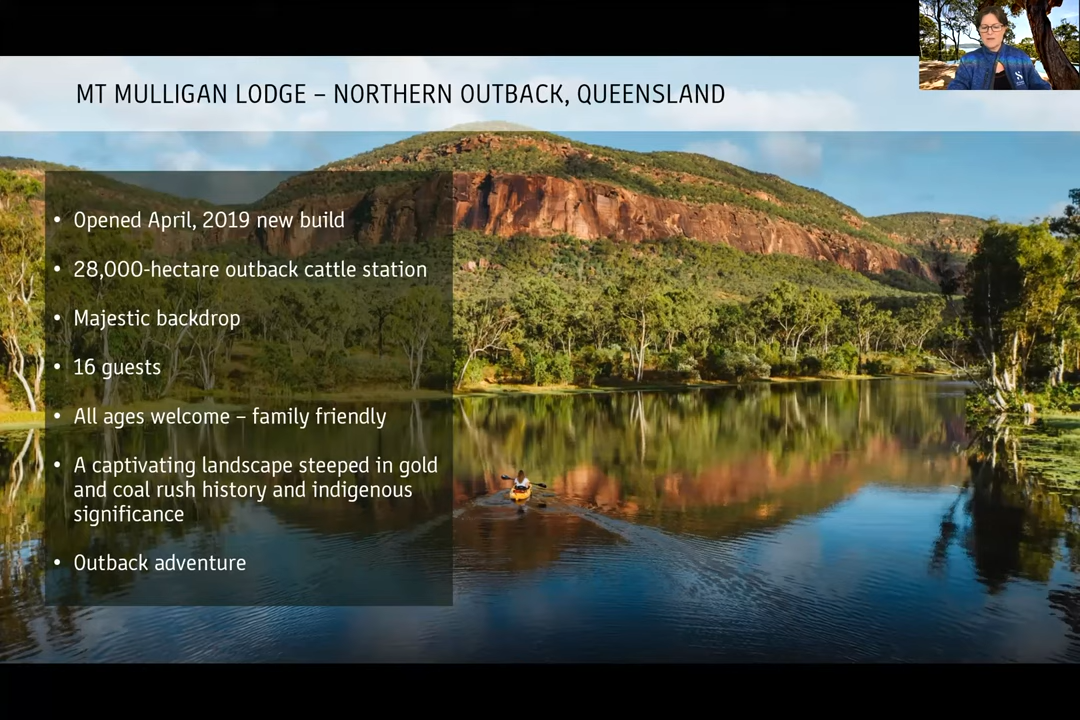 MT MULLIGAN LODGE – NORTHERN OUTBACK, QUEENSLAND
• Opened April, 2019 new build
• 28,000-hectare outback cattle station
• Majestic backdrop
• 16 guests
• All ages welcome – family friendly
• A captivating landscape steeped in gold
and coal rush history and indigenous
significance
• Outback adventure